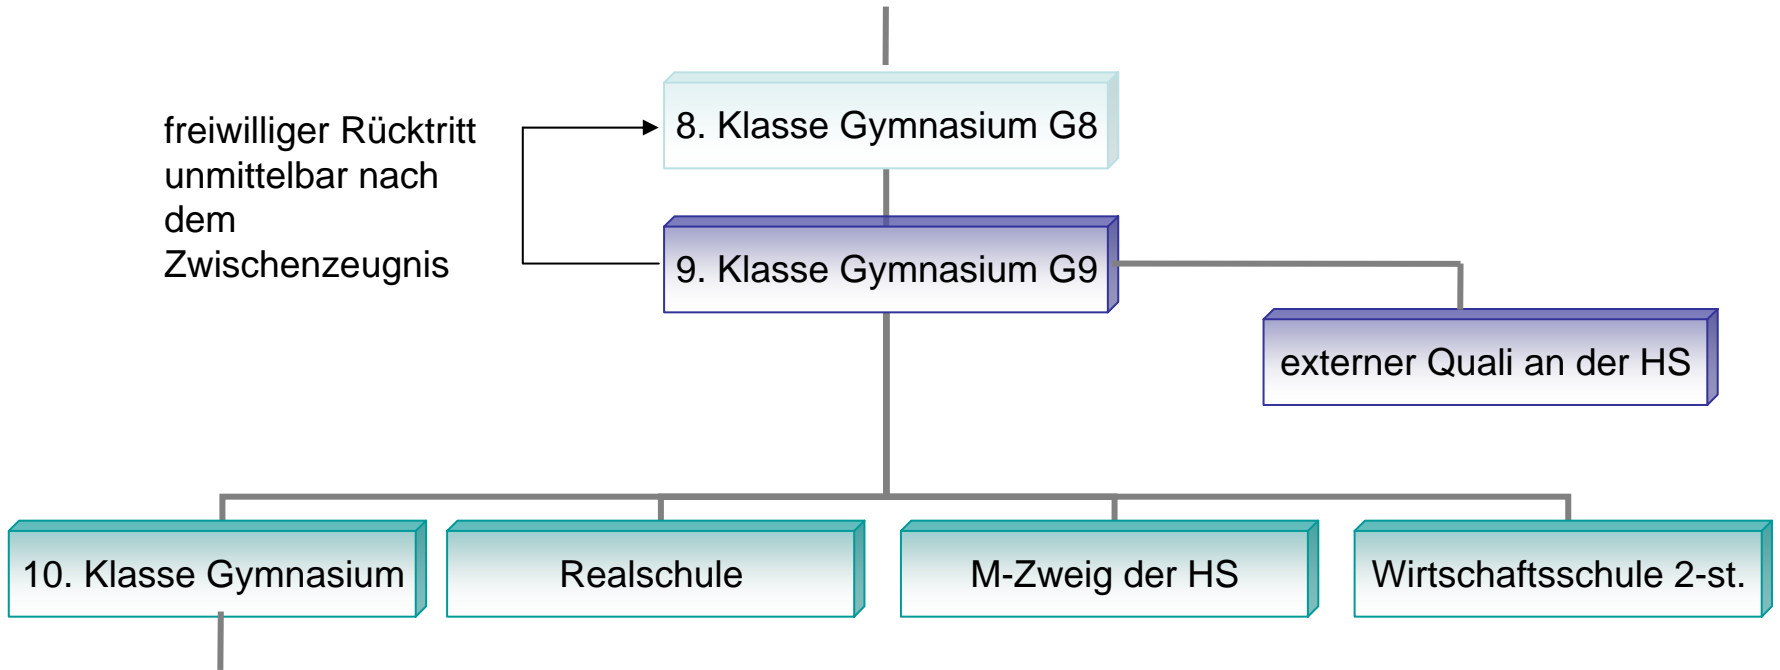 8. Klasse Gymnasium G8
freiwilliger Rücktritt
unmittelbar nach
dem
Zwischenzeugnis
9. Klasse Gymnasium G9
externer Quali an der HS
10. Klasse Gymnasium
Realschule
M-Zweig der HS
Wirtschaftsschule 2-st.